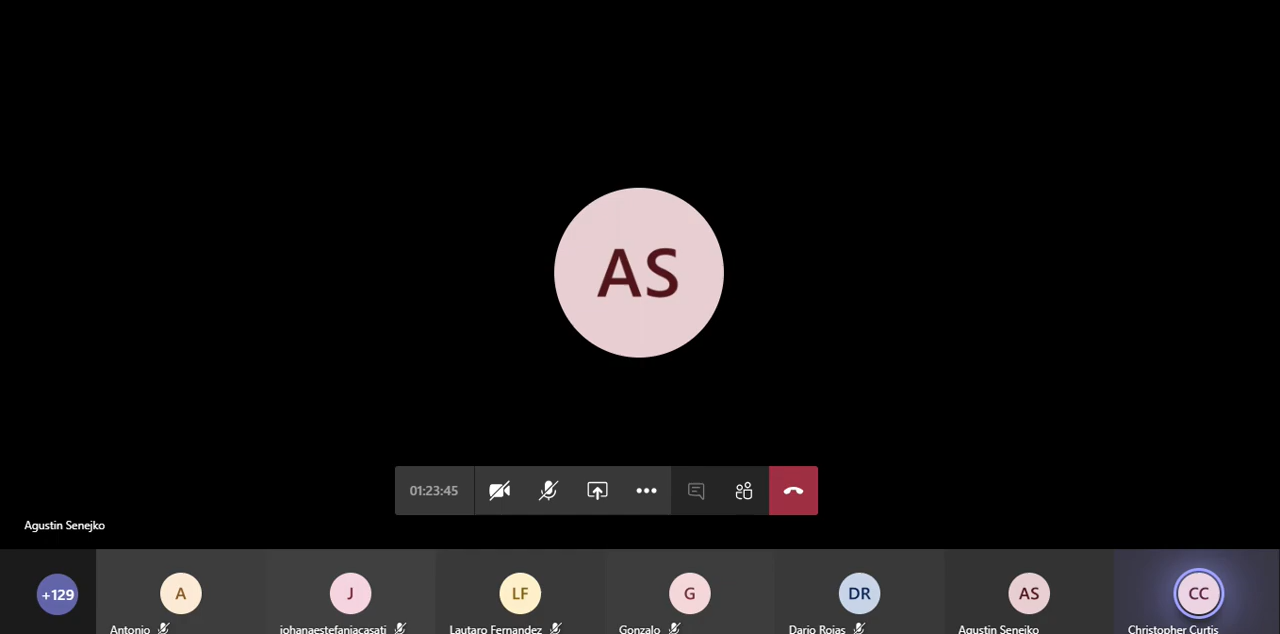 AS
01:23:45
Agustin Senejko
+129
A
J
LF
G
DR
AS
CC
Antonio
johanaestefaniacasati
Lautaro Fernandez
Gonzalo
Dario Rojas
Agustin Senejko
Christopher Curtis